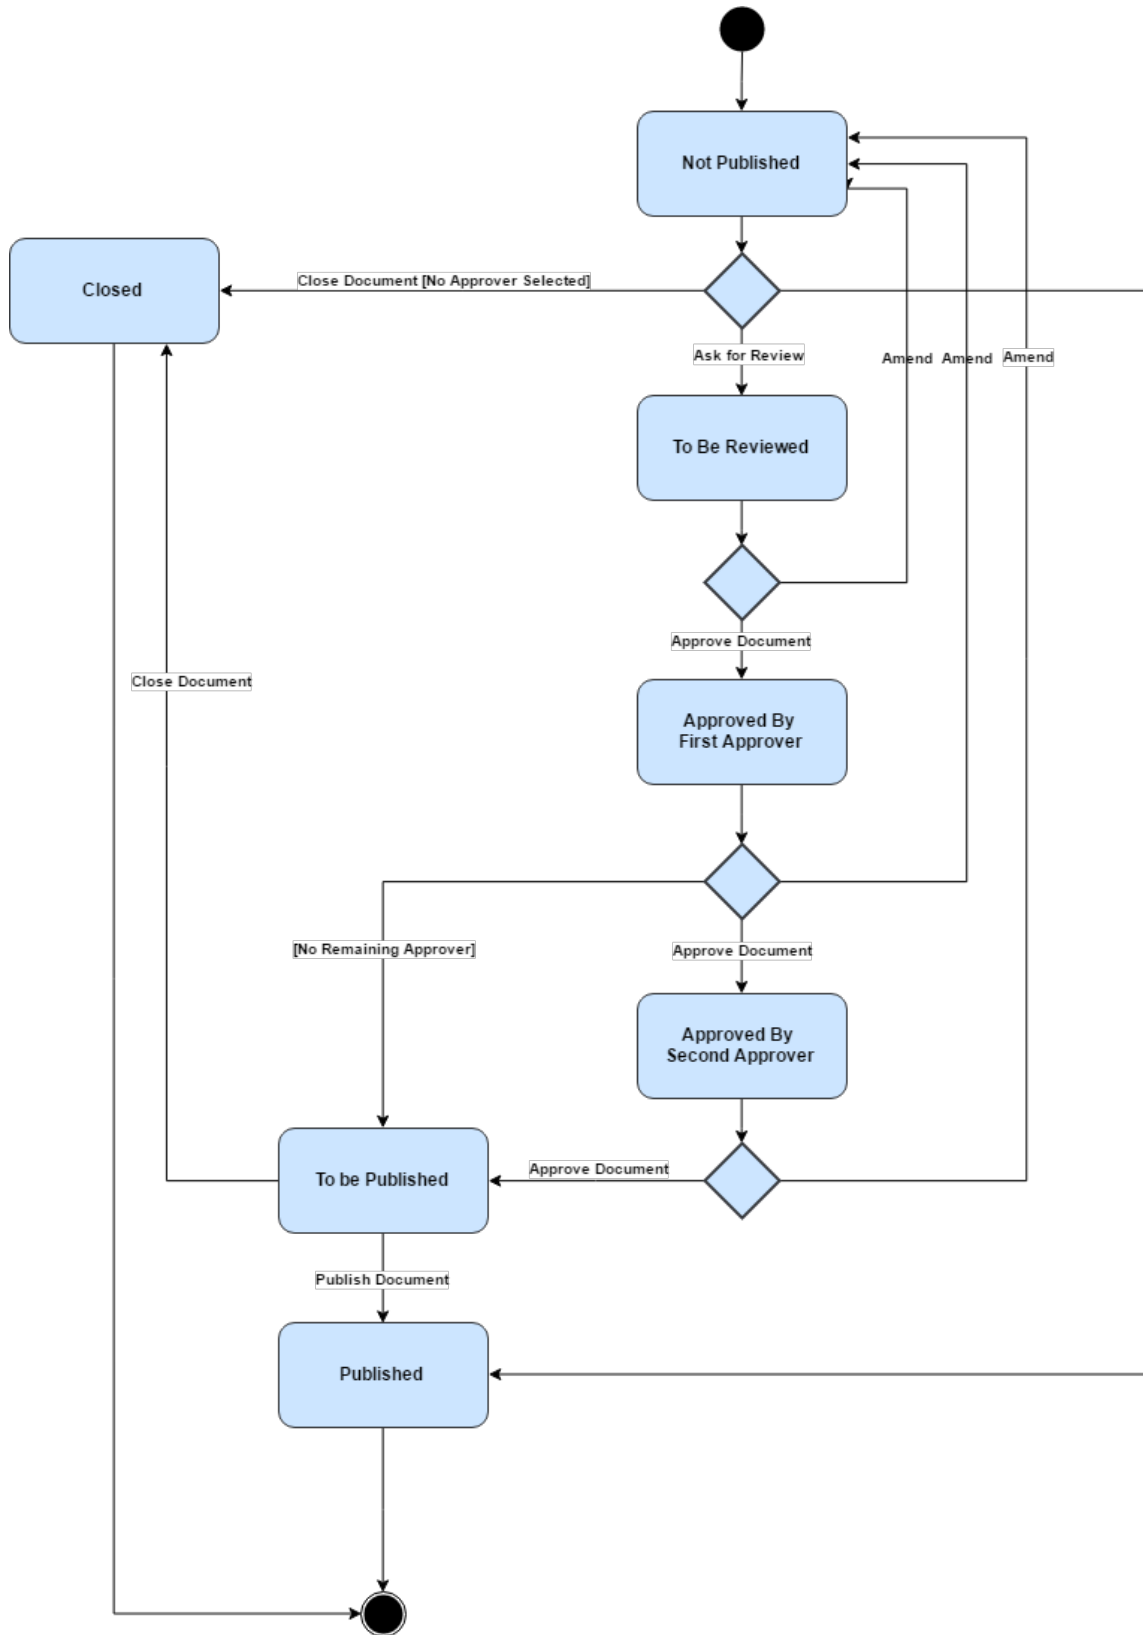 Not Published
Closed
Close Document [No Approver Selected]
Ask for Review
Amend
Amend
Amend
To Be Reviewed
Approve Document
Close Document
Approved By
First Approver
[No Remaining Approver]
Approve Document
Approved By
Second Approver
Approve Document
To be Published
Publish Document
Published